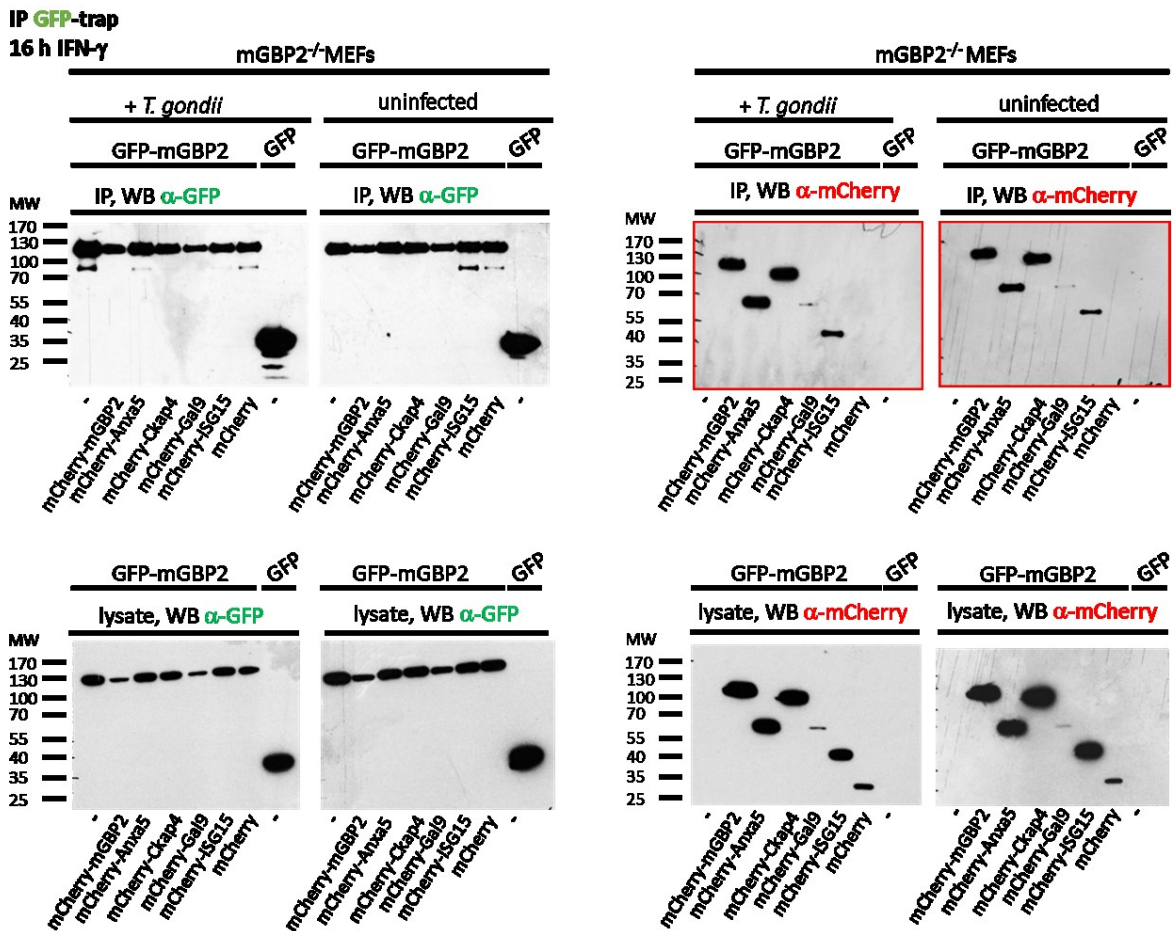 IP GFP-trap
16 h IFN-γ
mGBP2-/-MEFs
+ T. gondii
uninfected
GFP-mGBP2
GFP
GFP-mGBP2
GFP
IP, WB α-GFP
IP, WB α-GFP
MW
170
130
100
70
55
40
35
25
-
mCherry-mGBP2
mCherry-Anxa5
mCherry-Ckap4
mCherry-Gal9
mCherry-ISG15
mCherry
-
-
mCherry-mGBP2
mCherry-Anxa5
mCherry-Ckap4
mCherry-Gal9
mCherry-ISG15
mCherry
-
mGBP2-/- MEFs
+ T. gondii
uninfected
GFP-mGBP2
GFP
GFP-mGBP2
GFP
IP, WB α-mCherry
IP, WB α-mCherry
MW
170
130
100
70
55
40
35
25
-
mCherry-mGBP2
mCherry-Anxa5
mCherry-Ckap4
mCherry-Gal9
mCherry-ISG15
mCherry
-
-
mCherry-mGBP2
mCherry-Anxa5
mCherry-Ckap4
mCherry-Gal9
mCherry-ISG15
mCherry
-
GFP-mGBP2
GFP
GFP-mGBP2
GFP
lysate, WB α-GFP
lysate, WB α-GFP
MW
170
130
100
70
55
40
35
25
-
mCherry-mGBP2
mCherry-Anxa5
mCherry-Ckap4
mCherry-Gal9
mCherry-ISG15
mCherry
-
-
mCherry-mGBP2
mCherry-Anxa5
mCherry-Ckap4
mCherry-Gal9
mCherry-ISG15
mCherry
-
GFP-mGBP2
GFP
GFP-mGBP2
GFP
lysate, WB α-mCherry
lysate, WB α-mCherry
MW
170
130
100
70
55
40
35
25
-
mCherry-mGBP2
mCherry-Anxa5
mCherry-Ckap4
mCherry-Gal9
mCherry-ISG15
mCherry
-
-
mCherry-mGBP2
mCherry-Anxa5
mCherry-Ckap4
mCherry-Gal9
mCherry-ISG15
mCherry
-